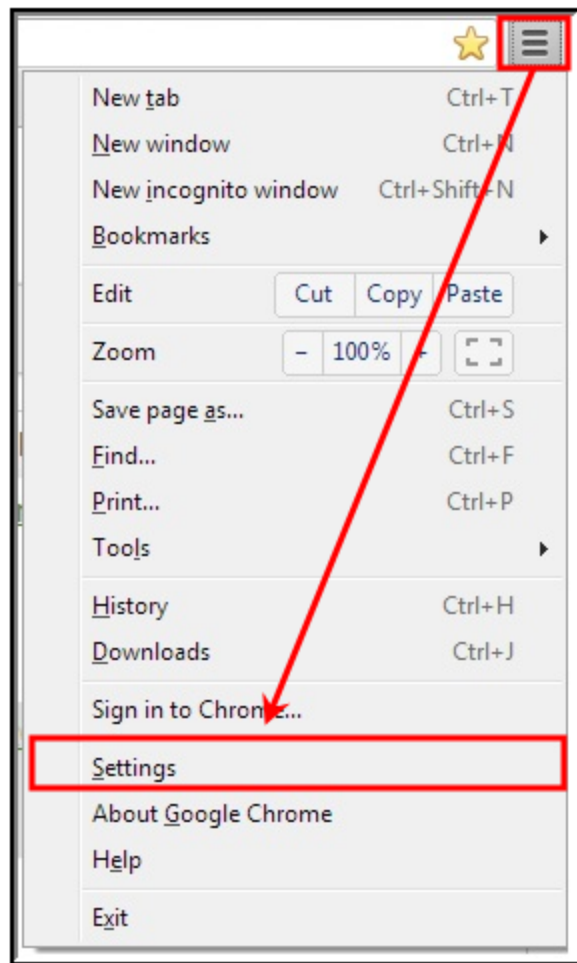 New tab Ctrl+T
New window Ctrl+N
New incognito window Ctrl+Shift+N
Bookmarks
Edit Cut Copy Paste
Zoom - 100% +
Save page as... Ctrl+S
Find... Ctrl+F
Print... Ctrl+P
Tools
History Ctrl+H
Downloads Ctrl+J
Sign in to Chrome...
Settings
About Google Chrome
Help
Exit